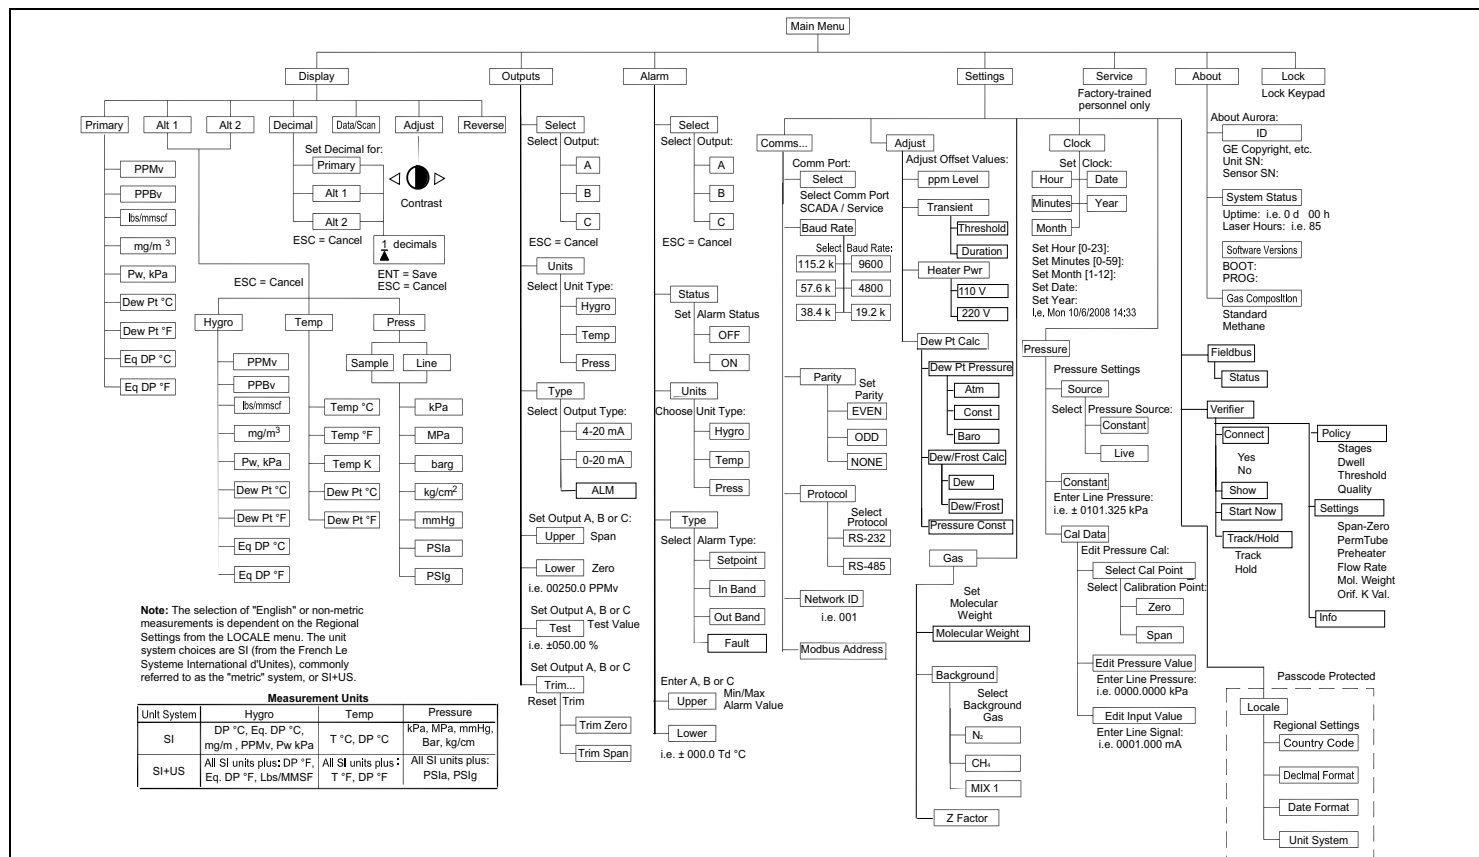 Main Menu
Display
Outputs
Alarm
Settings
Service
Factory-trained
personnel only
About
Lock
Lock Keypad
Primary
Alt 1
Alt 2
Decimal
Data/Scan
Adjust
Reverse
PPMv
PPBv
lbs/mmscf
mg/m 3
Pw, kPa
Dew Pt °C
Dew Pt °F
Eq DP °C
Eq DP °F
Set Decimal for:
Primary
Alt 1
Alt 2
ESC = Cancel
Contrast
1 decimals
ENT = Save
ESC = Cancel
ESC = Cancel
Hygro
Temp
Press
PPMv
PPBv
lbs/mmscf
mg/m3
Pw, kPa
Dew Pt °C
Dew Pt °F
Eq DP °C
Eq DP °F
Temp °C
Temp °F
Temp K
Dew Pt °C
Dew Pt °F
Sample
Line
kPa
MPa
barg
kg/cm2
mmHg
PSIa
PSIg
Select
Select Output:
A
B
C
ESC = Cancel
Units
Select Unit Type:
Hygro
Temp
Press
Type
Select Output Type:
4-20 mA
0-20 mA
ALM
Set Output A, B or C:
Upper Span
Lower Zero
i.e. 00250.0 PPMv
Set Output A, B or C
Test Test Value
i.e. ±050.00 %
Set Output A, B or C
Trim...
Reset Trim
Trim Zero
Trim Span
Select
Select Output:
A
B
C
ESC = Cancel
Status
Set Alarm Status
OFF
ON
Units
Choose Unit Type:
Hygro
Temp
Press
Type
Select Alarm Type:
Setpoint
In Band
Out Band
Fault
Enter A, B or C
Upper
Min/Max
Alarm Value
Lower
i.e. ± 000.0 Td °C
Comms...
Comm Port:
Select
Select Comm Port
SCADA / Service
Baud Rate
Select Baud Rate:
115.2 k 9600
57.6 k 4800
38.4 k 19.2 k
Parity
Set
Parity
EVEN
ODD
NONE
Protocol
Select
Protocol
RS-232
RS-485
Network ID
i.e. 001
Modbus Address
Adjust
Adjust Offset Values:
ppm Level
Transient
Threshold
Duration
Heater Pwr
110 V
220 V
Dew Pt Calc
Dew Pt Pressure
Atm
Const
Baro
Dew/Frost Calc
Dew
Dew/Frost
Pressure Const
Gas
Set
Molecular
Weight
Molecular Weight
Background
Select
Background
Gas
N2
CH4
MIX 1
Z Factor
Clock
Set Clock:
Hour Date
Minutes Year
Month
Set Hour [0-23]:
Set Minutes [0-59]:
Set Month [1-12]:
Set Date:
Set Year:
I.e, Mon 10/6/2008 14;33
Pressure
Pressure Settings
Source
Select Pressure Source:
Constant
Live
Constant
Enter Line Pressure:
i.e. ± 0101.325 kPa
Cal Data
Edit Pressure Cal:
Select Cal Point
Select Calibration Point:
Zero
Span
Edit Pressure Value
Enter Line Pressure:
i.e. 0000.0000 kPa
Edit Input Value
Enter Line Signal:
i.e. 0001.000 mA
About Aurora:
ID
GE Copyright, etc.
Unit SN:
Sensor SN:
System Status
Uptime: i.e. 0 d 00 h
Laser Hours: i.e. 85
Software Versions
BOOT:
PROG:
Gas Composition
Standard
Methane
Fieldbus
Status
Verifier
Connect
Yes
No
Show
Start Now
Track/Hold
Track
Hold
Policy
Stages
Dwell
Threshold
Quality
Settings
Span-Zero
PermTube
Preheater
Flow Rate
Mol. Weight
Orif. K Val.
Info
Passcode Protected
Locale
Regional Settings
Country Code
Decimal Format
Date Format
Unit System
Note: The selection of "English" or non-metric
measurements is dependent on the Regional
Settings from the LOCALE menu. The unit
system choices are SI (from the French Le
Systeme International d'Unites), commonly
referred to as the "metric" system, or SI+US.
Measurement Units
Unit System Hygro Temp Pressure
SI
DP °C, Eq. DP °C,
mg/m , PPMv, Pw kPa
T °C, DP °C
kPa, MPa, mmHg,
Bar, kg/cm
SI+US
All SI units plus: DP °F,
Eq. DP °F, Lbs/MMSF
All SI units plus :
T °F, DP °F
All SI units plus:
PSIa, PSIg